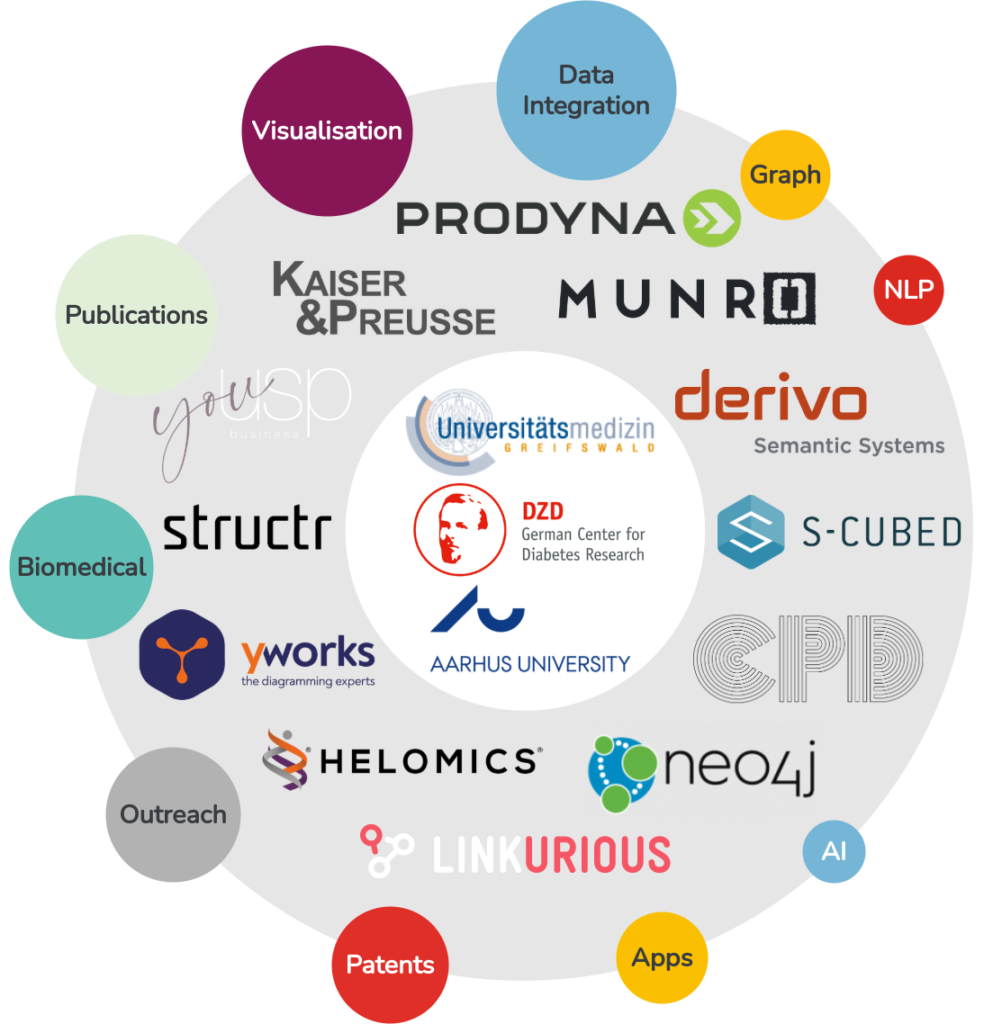 Data
Integration
Visualisation
Graph
PRODYNA
NLP
KAISER
&PREUSSE
MUNRO
Publications
you usp
business
derivo
Semantic Systems
Universitätsmedizin
GREIFSWALD
structr
DZD
German Center for
Diabetes Research
S-CUBED
Biomedical
AARHUS UNIVERSITY
yworks
the diagramming experts
CPD
HELOMICS®
neo4j
Outreach
LINKURIOUS
AI
Patents
Apps